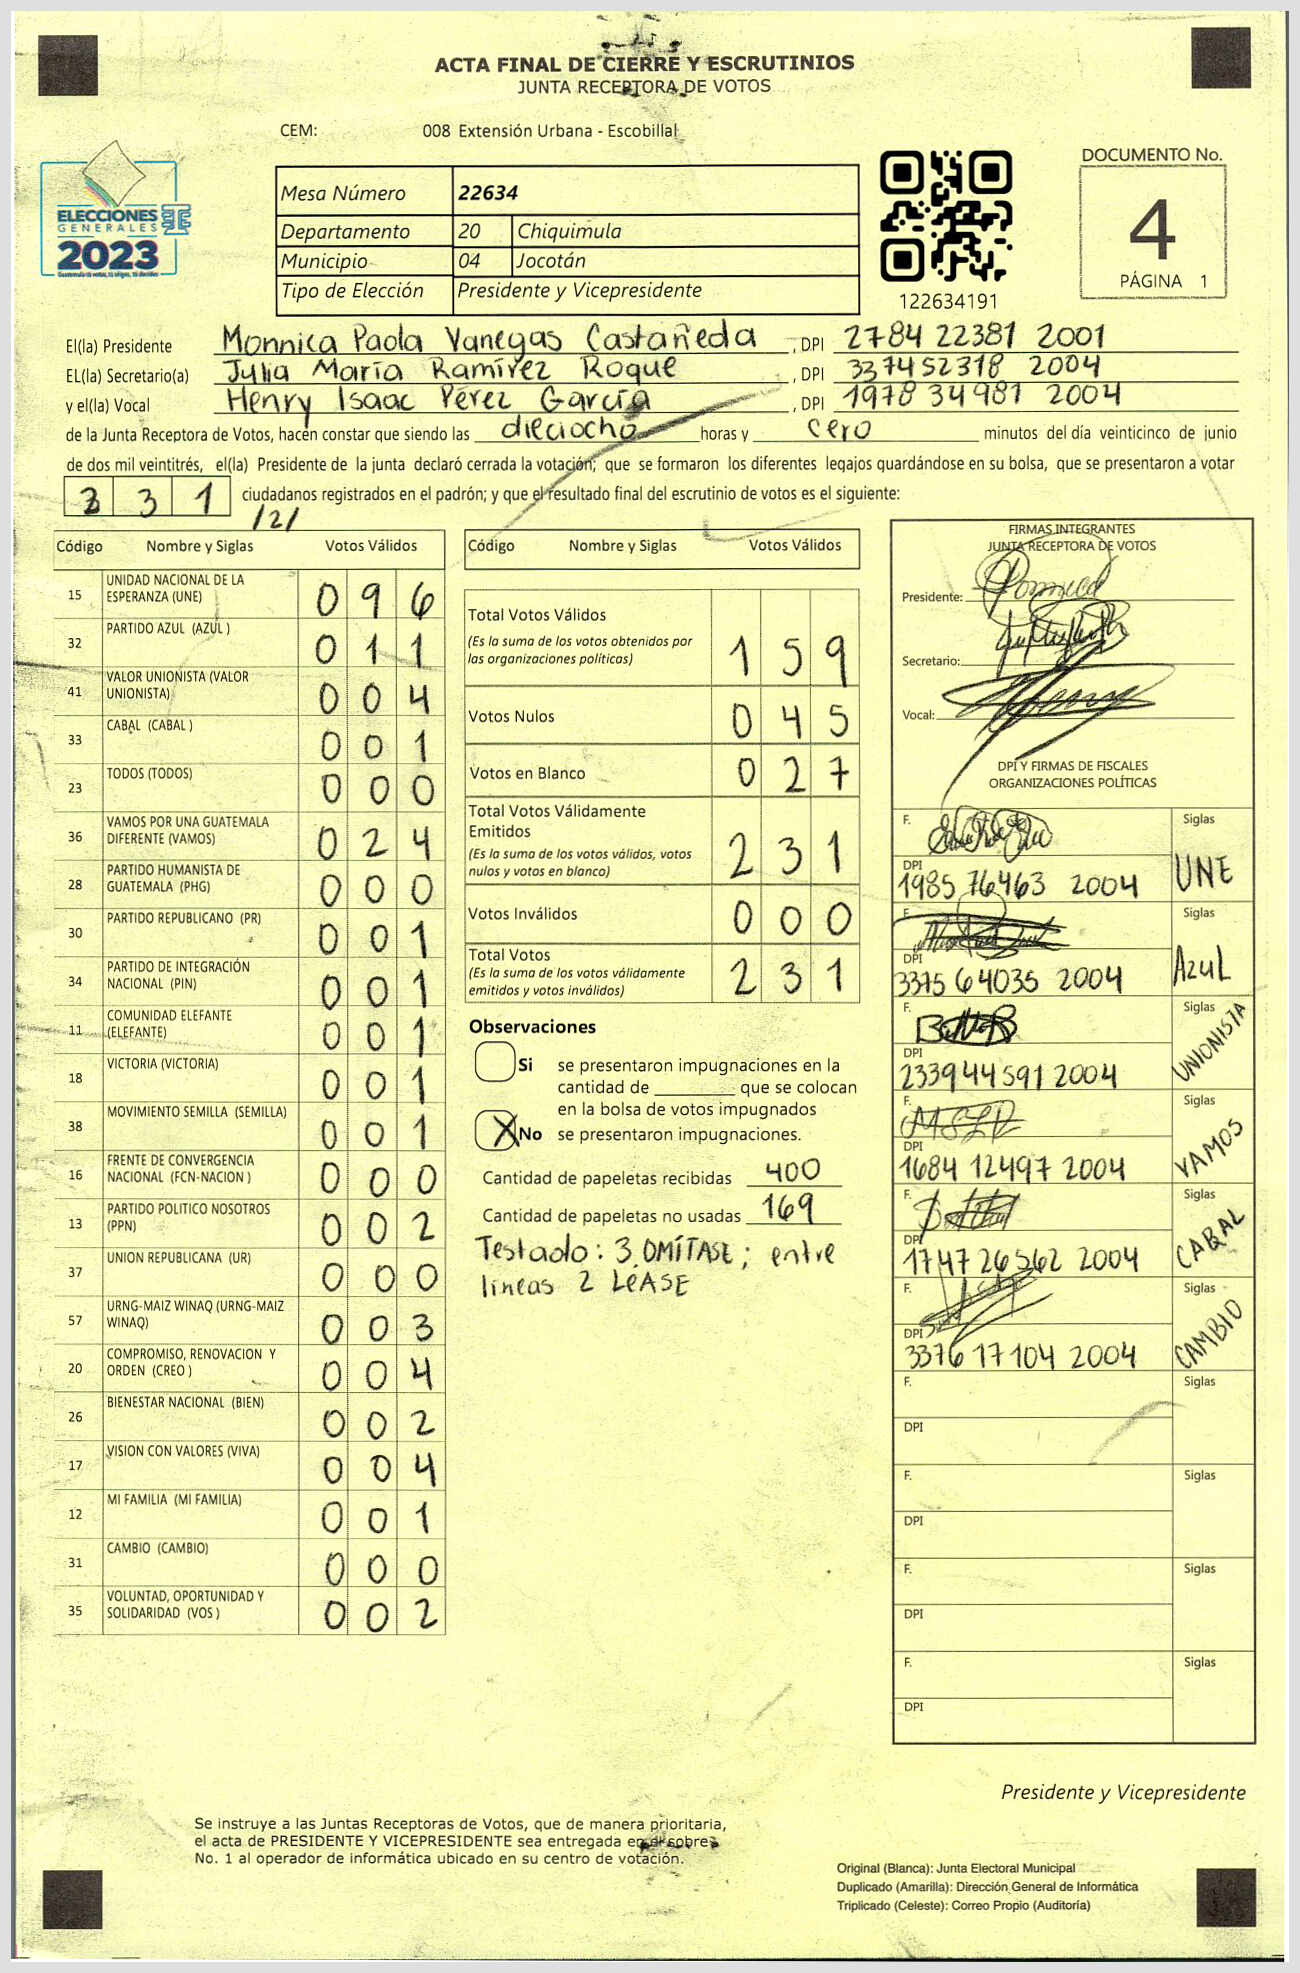 ACTA FINAL DE CIERRE Y ESCRUTINIOS
JUNTA RECEPTORA DE VOTOS
CEM: 008 Extensión Urbana - Escobillal
ELECCIONES
GENERALES
2023
Mesa Número 22634
Departamento 20 Chiquimula
Municipio 04 Jocotán
Tipo de Elección Presidente y Vicepresidente
122634191
DOCUMENTO No.
4
PÁGINA 1
El(la) Presidente Monnica Paola Vanegas Castañeda, DPI 2784 22381 2001
EL(la) Secretario(a) Julia María Ramírez Roque, DPI 337452318 2004
y el(la) Vocal Henry Isaac Pérez García, DPI 1978 34981 2004
de la Junta Receptora de Votos, hacen constar que siendo las dieciocho horas y cero minutos del día veinticinco de junio
de dos mil veintitrés, el(la) Presidente de la junta declaró cerrada la votación; que se formaron los diferentes legajos guardándose en su bolsa, que se presentaron a votar
3 3 1 ciudadanos registrados en el padrón; y que el resultado final del escrutinio de votos es el siguiente:
/2/
Código Nombre y Siglas Votos Válidos
15 UNIDAD NACIONAL DE LA ESPERANZA (UNE) 0 9 6
32 PARTIDO AZUL (AZUL ) 0 1 1
41 VALOR UNIONISTA (VALOR UNIONISTA) 0 0 4
33 CABAL (CABAL ) 0 0 1
23 TODOS (TODOS) 0 0 0
36 VAMOS POR UNA GUATEMALA DIFERENTE (VAMOS) 0 2 4
28 PARTIDO HUMANISTA DE GUATEMALA (PHG) 0 0 0
30 PARTIDO REPUBLICANO (PR) 0 0 1
34 PARTIDO DE INTEGRACIÓN NACIONAL (PIN) 0 0 1
11 COMUNIDAD ELEFANTE (ELEFANTE) 0 0 1
18 VICTORIA (VICTORIA) 0 0 1
38 MOVIMIENTO SEMILLA (SEMILLA) 0 0 1
16 FRENTE DE CONVERGENCIA NACIONAL (FCN-NACION ) 0 0 0
13 PARTIDO POLITICO NOSOTROS (PPN) 0 0 2
37 UNION REPUBLICANA (UR) 0 0 0
57 URNG-MAIZ WINAQ (URNG-MAIZ WINAQ) 0 0 3
20 COMPROMISO, RENOVACION Y ORDEN (CREO ) 0 0 4
26 BIENESTAR NACIONAL (BIEN) 0 0 2
17 VISION CON VALORES (VIVA) 0 0 4
12 MI FAMILIA (MI FAMILIA) 0 0 1
31 CAMBIO (CAMBIO) 0 0 0
35 VOLUNTAD, OPORTUNIDAD Y SOLIDARIDAD (VOS ) 0 0 2
Código Nombre y Siglas Votos Válidos
Total Votos Válidos 1 5 9
(Es la suma de los votos obtenidos por
las organizaciones políticas)
Votos Nulos 0 4 5
Votos en Blanco 0 2 7
Total Votos Válidamente
Emitidos 2 3 1
(Es la suma de los votos válidos, votos
nulos y votos en blanco)
Votos Inválidos 0 0 0
Total Votos 2 3 1
(Es la suma de los votos válidamente
emitidos y votos inválidos)
Observaciones
Si se presentaron impugnaciones en la
cantidad de ________ que se colocan
en la bolsa de votos impugnados
X No se presentaron impugnaciones.
Cantidad de papeletas recibidas 400
Cantidad de papeletas no usadas 169
Testado: 3, OMÍTASE; entre
lineas 2 LEASE
FIRMAS INTEGRANTES
JUNTA RECEPTORA DE VOTOS
Presidente:
Secretario:
Vocal:
DPI Y FIRMAS DE FISCALES
ORGANIZACIONES POLÍTICAS
F. Siglas
DPI 1985 76463 2004 UNE
F. Siglas
DPI 3375 64035 2004 AZUL
F. Siglas
DPI 2339 44591 2004 UNIONISTA
F. Siglas
DPI 1684 12497 2004 VAMOS
F. Siglas
DPI 1747 26562 2004 CABAL
F. Siglas
DPI 3376 17104 2004 CAMBIO
F. Siglas
DPI
F. Siglas
DPI
F. Siglas
DPI
F. Siglas
DPI
Presidente y Vicepresidente
Se instruye a las Juntas Receptoras de Votos, que de manera prioritaria,
el acta de PRESIDENTE Y VICEPRESIDENTE sea entregada en el sobre
No. 1 al operador de informática ubicado en su centro de votación.
Original (Blanca): Junta Electoral Municipal
Duplicado (Amarilla): Dirección General de Informática
Triplicado (Celeste): Correo Propio (Auditoría)